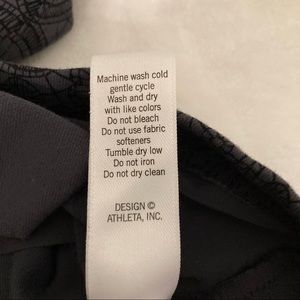 Machine wash cold
gentle cycle
Wash and dry
with like colors
Do not bleach
Do not use fabric
softeners
Tumble dry low
Do not iron
Do not dry clean
DESIGN ©
ATHLETA, INC.